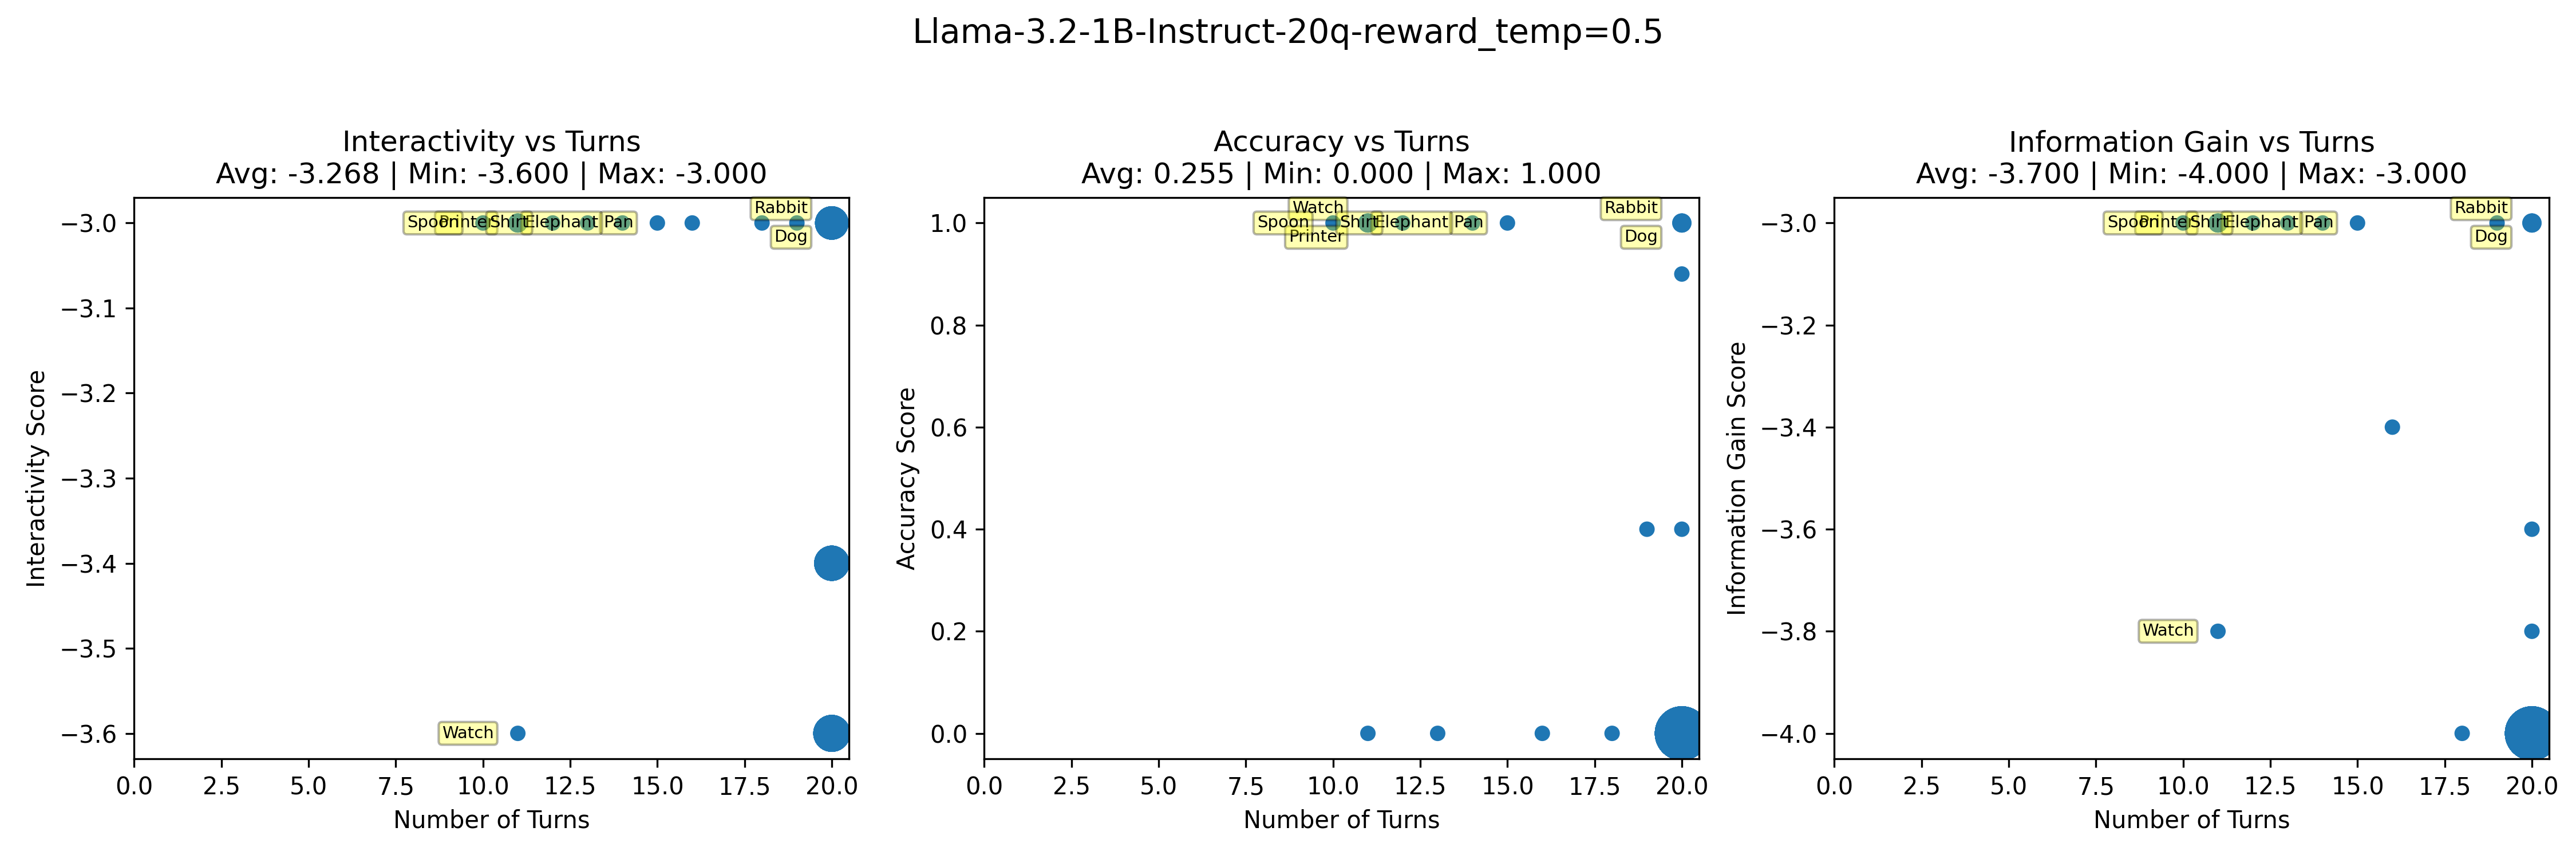 Llama-3.2-1B-Instruct-20q-reward_temp=0.5
Interactivity vs Turns
Avg: -3.268 | Min: -3.600 | Max: -3.000
Interactivity Score
−3.0
−3.1
−3.2
−3.3
−3.4
−3.5
−3.6
Spoon
Printer
Shirt
Elephant
Pan
Rabbit
Dog
Watch
0.0 2.5 5.0 7.5 10.0 12.5 15.0 17.5 20.0
Number of Turns
Accuracy vs Turns
Avg: 0.255 | Min: 0.000 | Max: 1.000
Accuracy Score
1.0
0.8
0.6
0.4
0.2
0.0
Watch
Spoon
Printer
Shirt
Elephant
Pan
Rabbit
Dog
0.0 2.5 5.0 7.5 10.0 12.5 15.0 17.5 20.0
Number of Turns
Information Gain vs Turns
Avg: -3.700 | Min: -4.000 | Max: -3.000
Information Gain Score
−3.0
−3.2
−3.4
−3.6
−3.8
−4.0
Spoon
Printer
Shirt
Elephant
Pan
Rabbit
Dog
Watch
0.0 2.5 5.0 7.5 10.0 12.5 15.0 17.5 20.0
Number of Turns